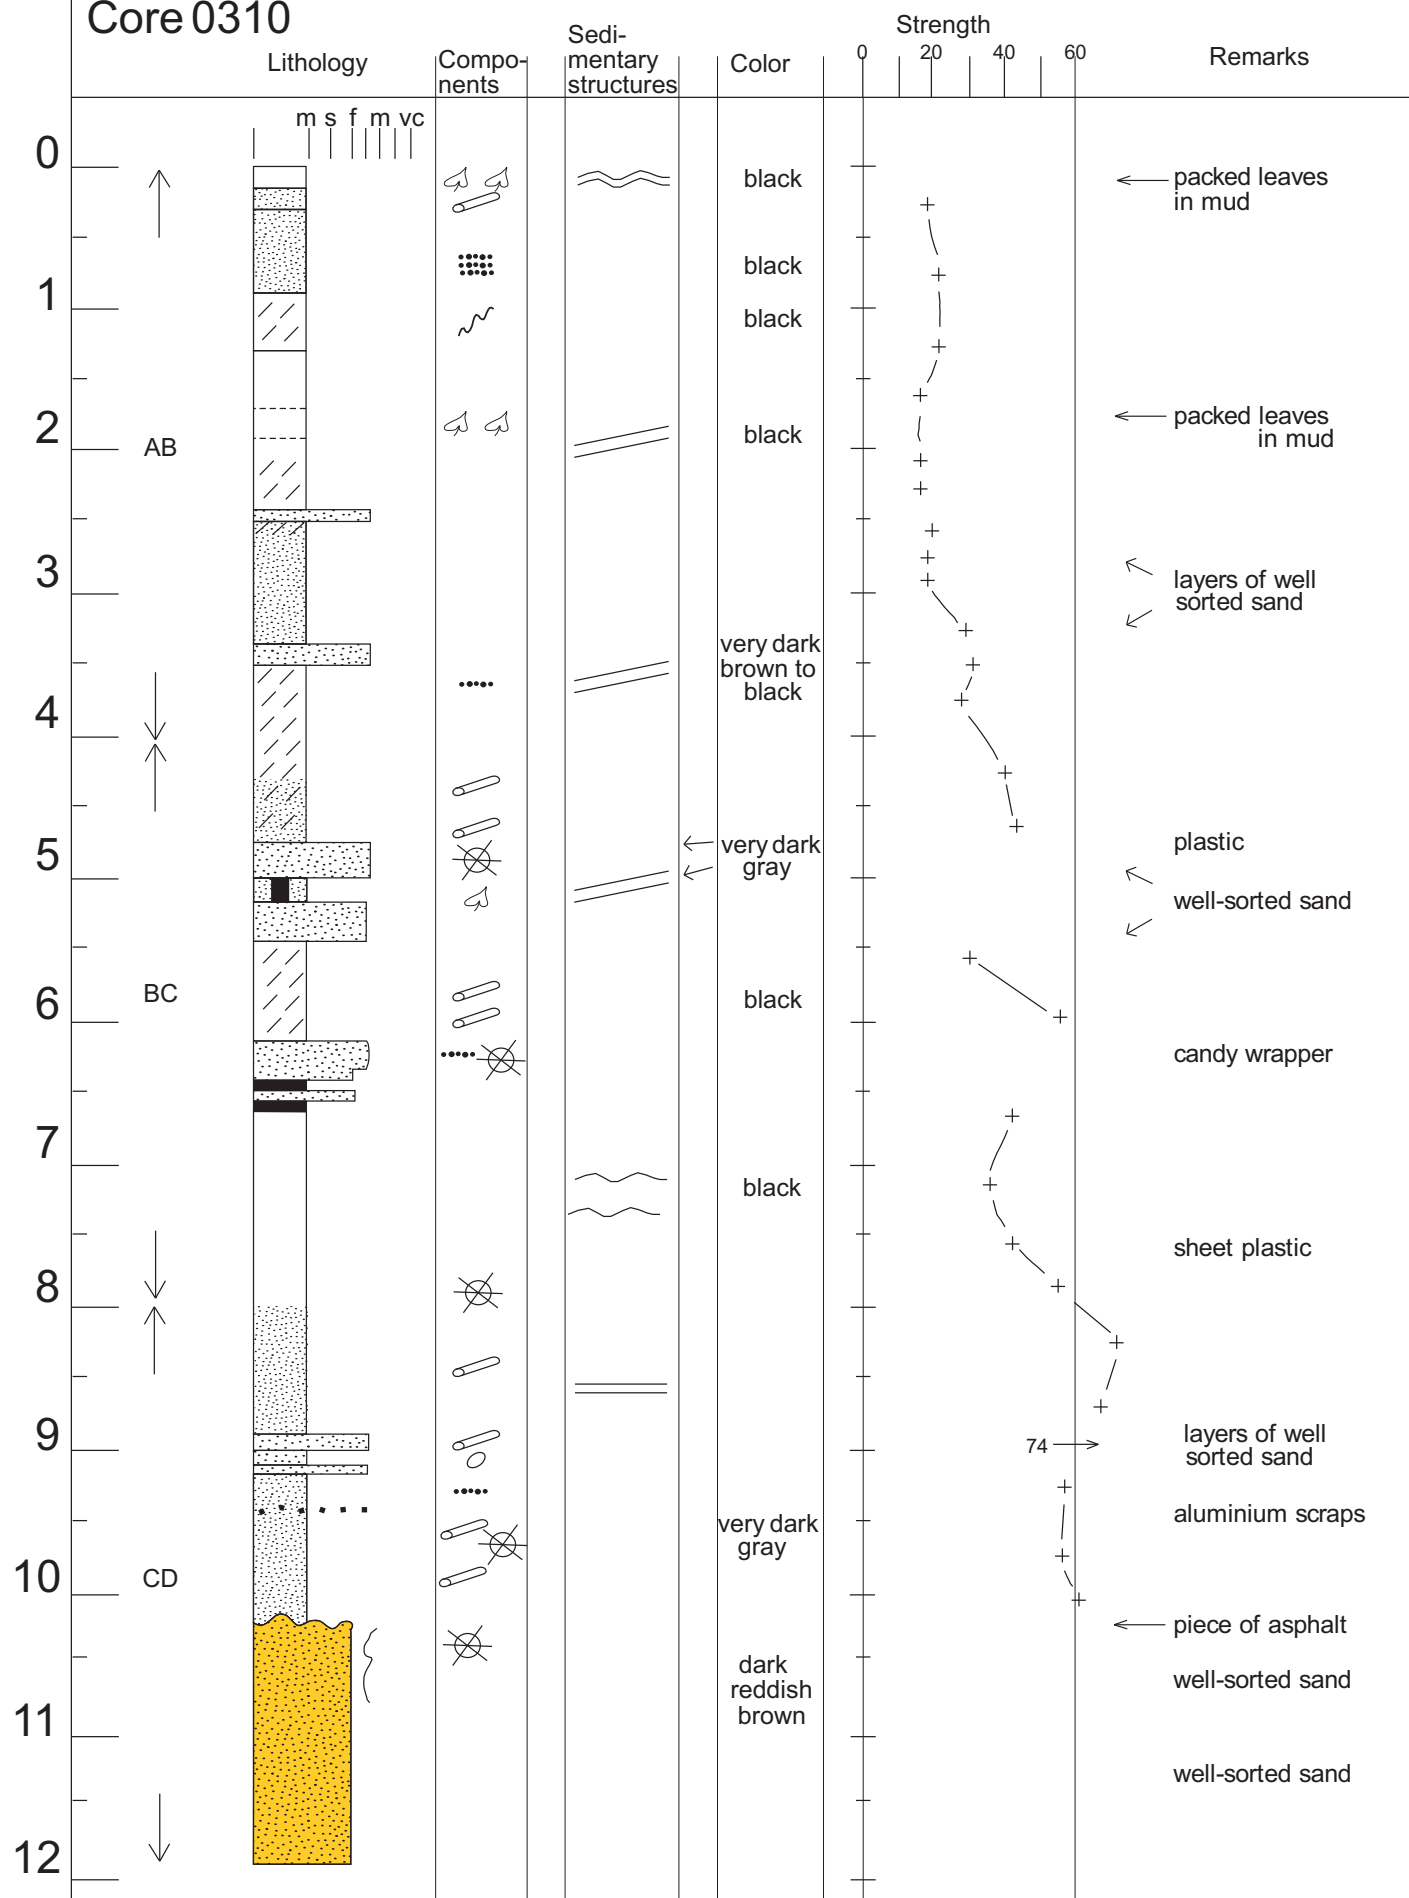 Core 0310
Lithology
Compo-
nents
Sedi-
mentary
structures
Color
Strength
0 20 40 60
Remarks
m s f m vc
0
black
packed leaves
in mud
black
1
black
2
AB
black
packed leaves
in mud
3
layers of well
sorted sand
very dark
brown to
black
4
5
very dark
gray
plastic
well-sorted sand
6
BC
black
candy wrapper
7
black
sheet plastic
8
9
74
layers of well
sorted sand
aluminium scraps
very dark
gray
10
CD
piece of asphalt
dark
reddish
brown
well-sorted sand
11
well-sorted sand
12